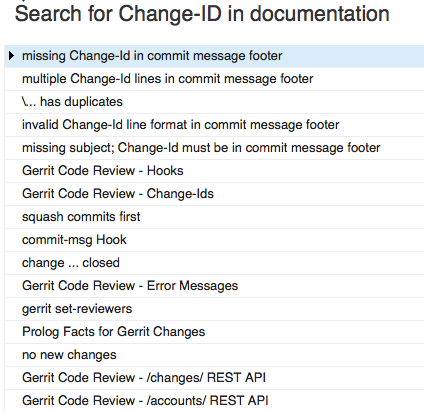 Search for Change-ID in documentation
missing Change-Id in commit message footer
multiple Change-Id lines in commit message footer
\... has duplicates
invalid Change-Id line format in commit message footer
missing subject; Change-Id must be in commit message footer
Gerrit Code Review - Hooks
Gerrit Code Review - Change-Ids
squash commits first
commit-msg Hook
change ... closed
Gerrit Code Review - Error Messages
gerrit set-reviewers
Prolog Facts for Gerrit Changes
no new changes
Gerrit Code Review - /changes/ REST API
Gerrit Code Review - /accounts/ REST API